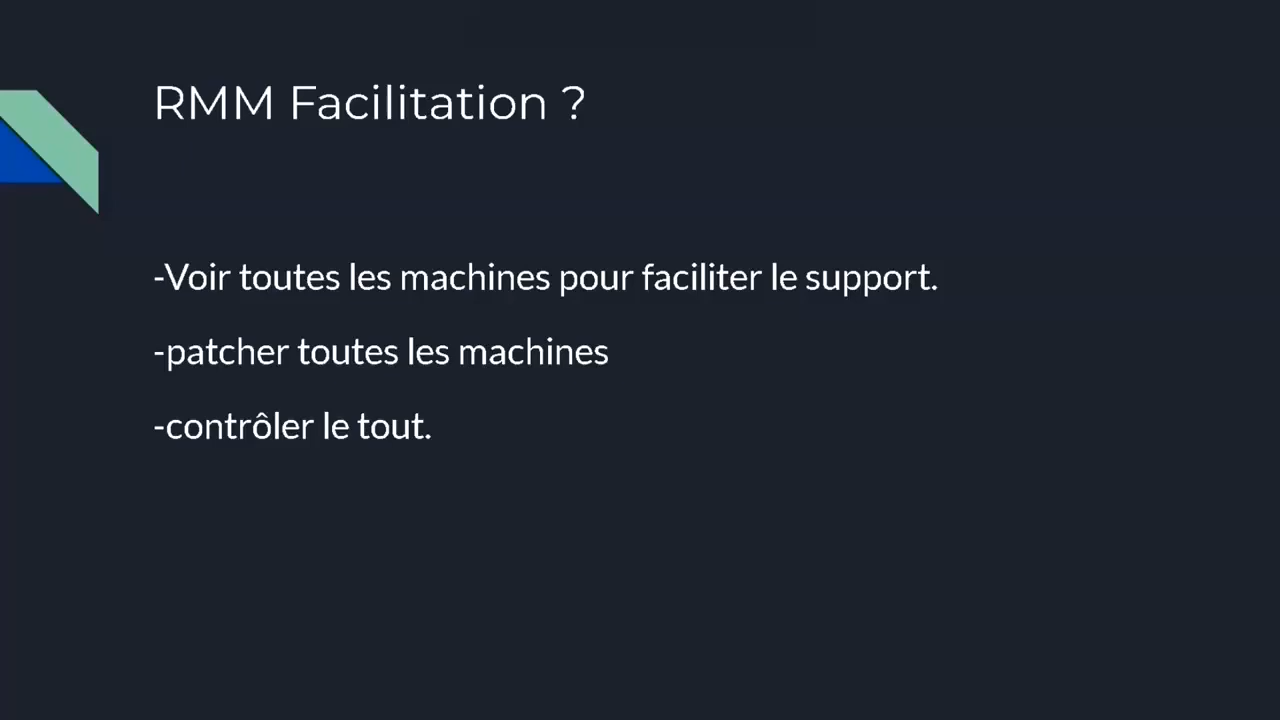 RMM Facilitation ?
-Voir toutes les machines pour faciliter le support.
-patcher toutes les machines
-contrôler le tout.